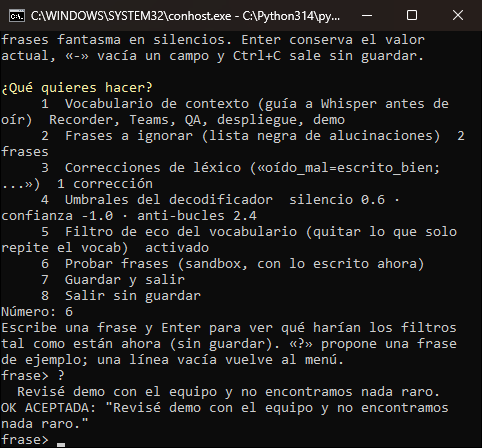 C:\WINDOWS\SYSTEM32\conhost.exe - C:\Python314\py...
frases fantasma en silencios. Enter conserva el valor
actual, «-» vacía un campo y Ctrl+C sale sin guardar.
¿Qué quieres hacer?
1  Vocabulario de contexto (guía a Whisper antes de
oír)  Recorder, Teams, QA, despliegue, demo
2  Frases a ignorar (lista negra de alucinaciones)  2
frases
3  Correcciones de léxico («oído_mal=escrito_bien;
...»)  1 corrección
4  Umbrales del decodificador  silencio 0.6 ·
confianza -1.0 · anti-bucles 2.4
5  Filtro de eco del vocabulario (quitar lo que solo
repite el vocab)  activado
6  Probar frases (sandbox, con lo escrito ahora)
7  Guardar y salir
8  Salir sin guardar
Número: 6
Escribe una frase y Enter para ver qué harían los filtros
tal como están ahora (sin guardar). «?» propone una frase
de ejemplo; una línea vacía vuelve al menú.
frase> ?
Revisé demo con el equipo y no encontramos nada raro.
OK ACEPTADA: "Revisé demo con el equipo y no encontramos
nada raro."
frase>